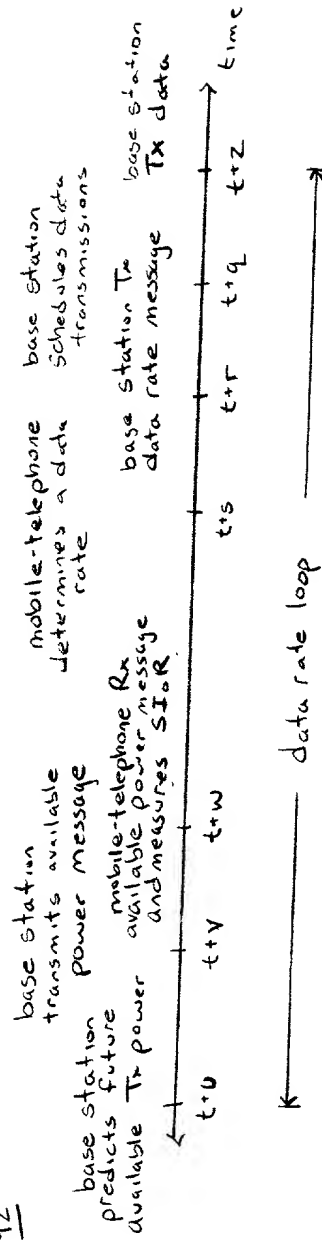 92
base station
predicts future
available Tx power
base station
transmits available
power message
mobile-telephone Rx
available power message
and measures SIoR
mobile-telephone
determines a data
rate
base station Tx
data rate message
base station
schedules data
transmissions
base station
Tx data
t+u
t+v
t+w
t+s
t+r
t+q
t+z
time
data rate loop